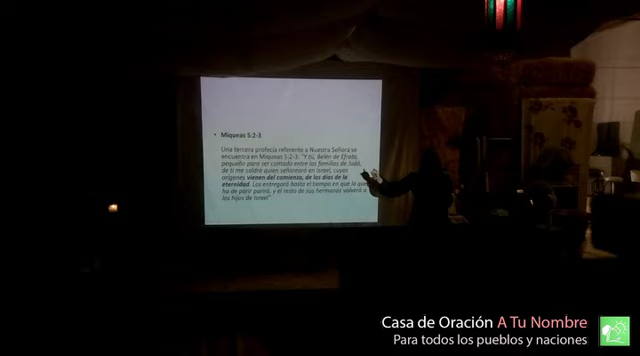 • Miqueas 5:2-3
Una tercera profecía referente a Nuestra Señora se
encuentra en Miqueas 5:2-3: "Y tú, Belén de Efrata,
pequeño para ser contado entre las familias de Judá,
de ti me saldrá quien señoreará en Israel, cuyos
orígenes vienen del comienzo, de los días de la
eternidad. Los entregará hasta el tiempo en que la que
ha de parir parirá, y el resto de sus hermanos volverá a
los hijos de Israel".
Casa de Oración A Tu Nombre
Para todos los pueblos y naciones